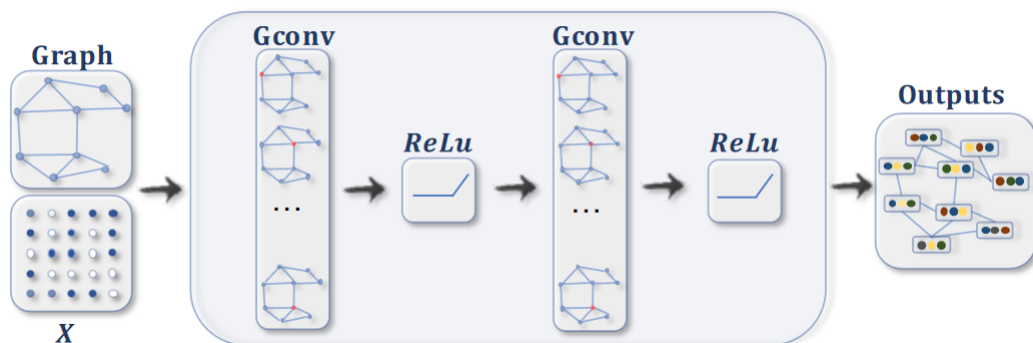 Graph
X
Gconv
...
ReLu
Gconv
...
ReLu
Outputs